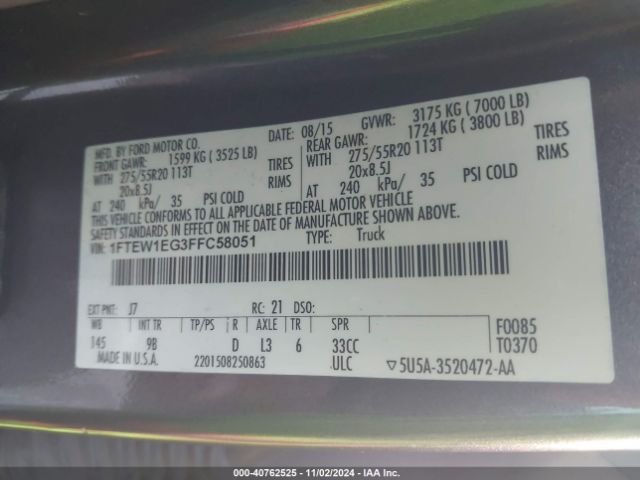 MFD. BY FORD MOTOR CO. DATE: 08/15 GVWR: 3175 KG ( 7000 LB)
FRONT GAWR: 1599 KG ( 3525 LB) REAR GAWR: 1724 KG ( 3800 LB)
WITH 275/55R20 113T TIRES WITH 275/55R20 113T TIRES
20x8.5J RIMS 20x8.5J RIMS
AT 240 kPa/ 35 PSI COLD AT 240 kPa/ 35 PSI COLD
THIS VEHICLE CONFORMS TO ALL APPLICABLE FEDERAL MOTOR VEHICLE
SAFETY STANDARDS IN EFFECT ON THE DATE OF MANUFACTURE SHOWN ABOVE.
VIN: 1FTEW1EG3FFC58051 TYPE: Truck
EXT PNT: J7 RC: 21 DSO:
WB INT TR TP/PS R AXLE TR SPR F0085
145 9B D L3 6 33CC T0370
MADE IN U.S.A. 2201508250863 ULC ▽5U5A-3520472-AA
000-40762525 - 11/02/2024 - IAA Inc.